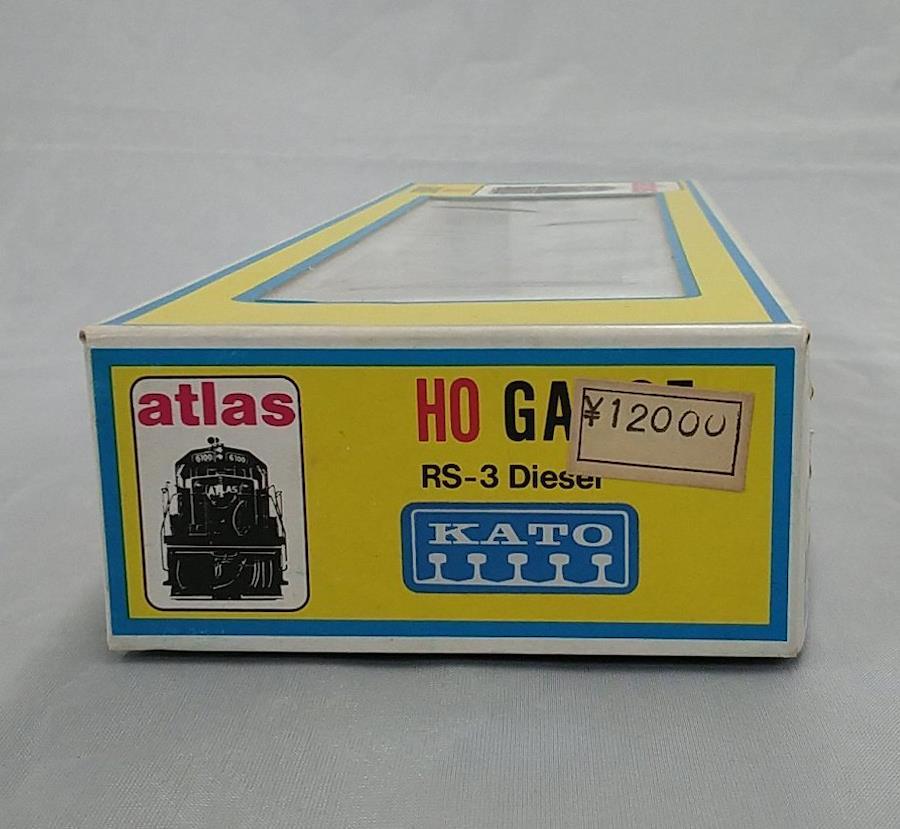 atlas
6100 6100
ATLAS
HO GA
¥12000
RS-3 Diesel
KATO